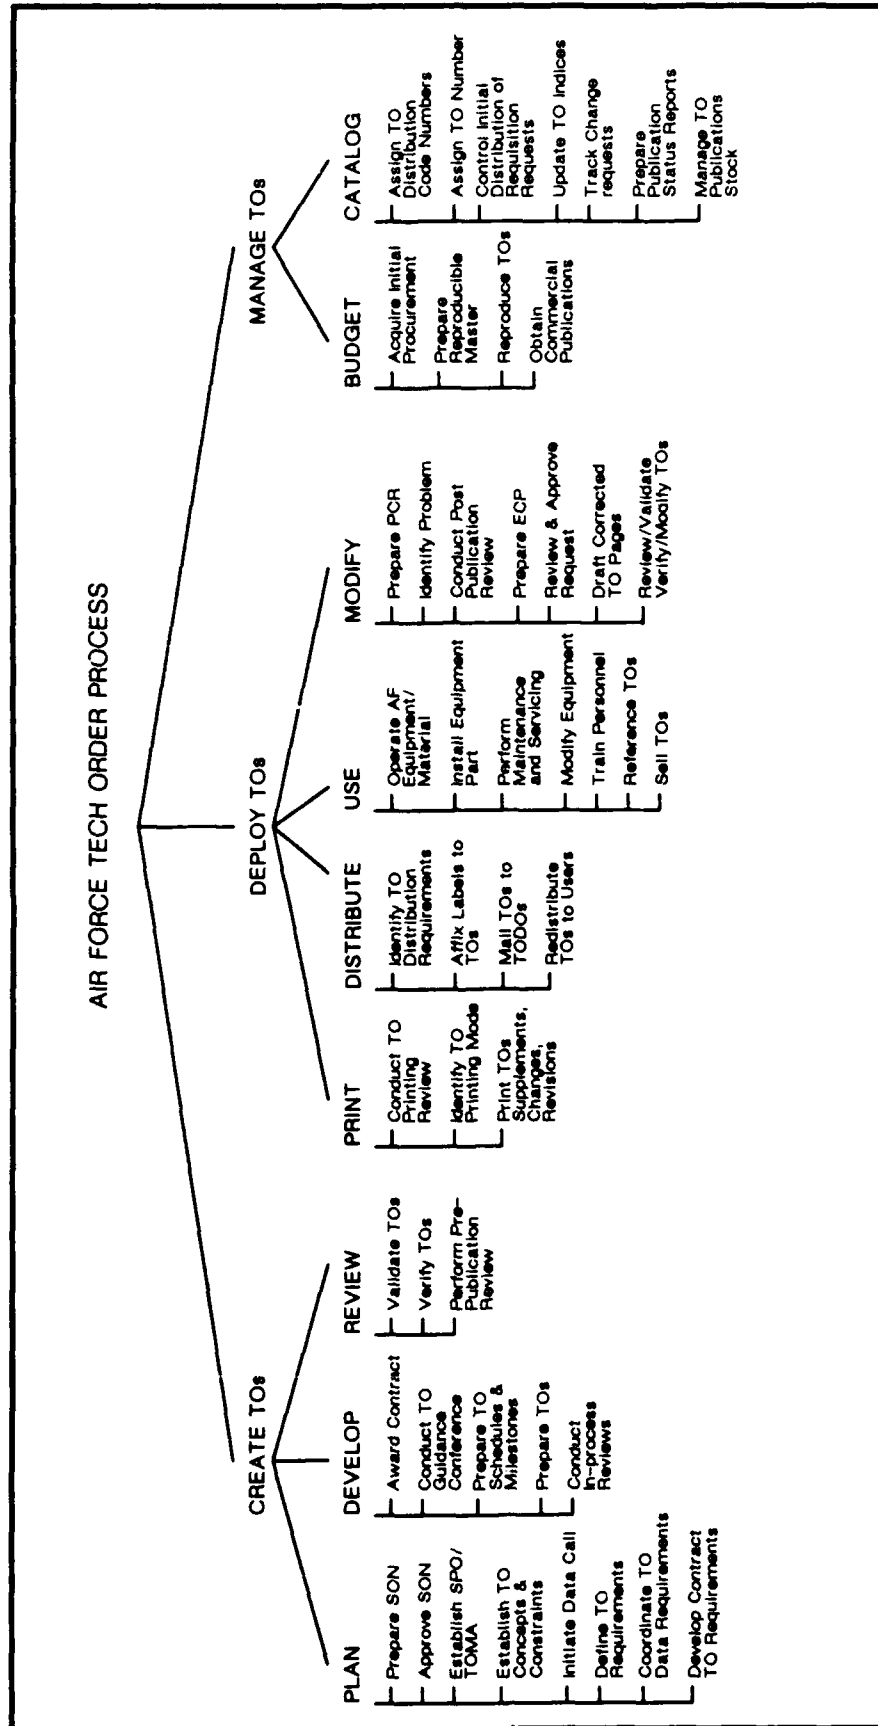 AIR FORCE TECH ORDER PROCESS
CREATE TOs
PLAN
Prepare SON
Approve SON
Establish SPO/
TOMA
Establish TO
Concepts &
Constraints
Initiate Data Call
Define TO
Requirements
Coordinate TO
Data Requirements
Develop Contract
TO Requirements
DEVELOP
Award Contract
Conduct TO
Guidance
Conference
Prepare TO
Schedules &
Milestones
Prepare TOs
Conduct
In-process
Reviews
REVIEW
Validate TOs
Verify TOs
Perform Pre-
Publication
Review
DEPLOY TOs
PRINT
Conduct TO
Printing
Review
Identify TO
Printing Mode
Print TOs
Supplements,
Changes,
Revisions
DISTRIBUTE
Identify TO
Distribution
Requirements
Affix Labels to
TOs
Mail TOs to
TODOs
Redistribute
TOs to Users
USE
Operate AF
Equipment/
Material
Install Equipment
Part
Perform
Maintenance
and Servicing
Modify Equipment
Train Personnel
Reference TOs
Sell TOs
MODIFY
Prepare PCR
Identify Problem
Conduct Post
Publication
Review
Prepare ECP
Review & Approve
Request
Draft Corrected
TO Pages
Review/Validate
Verify/Modify TOs
MANAGE TOs
BUDGET
Acquire Initial
Procurement
Prepare
Reproducible
Master
Reproduce TOs
Obtain
Commercial
Publications
CATALOG
Assign TO
Distribution
Code Numbers
Assign TO Number
Control Initial
Distribution of
Requisition
Requests
Update TO Indices
Track Change
requests
Prepare
Publication
Status Reports
Manage TO
Publications
Stock